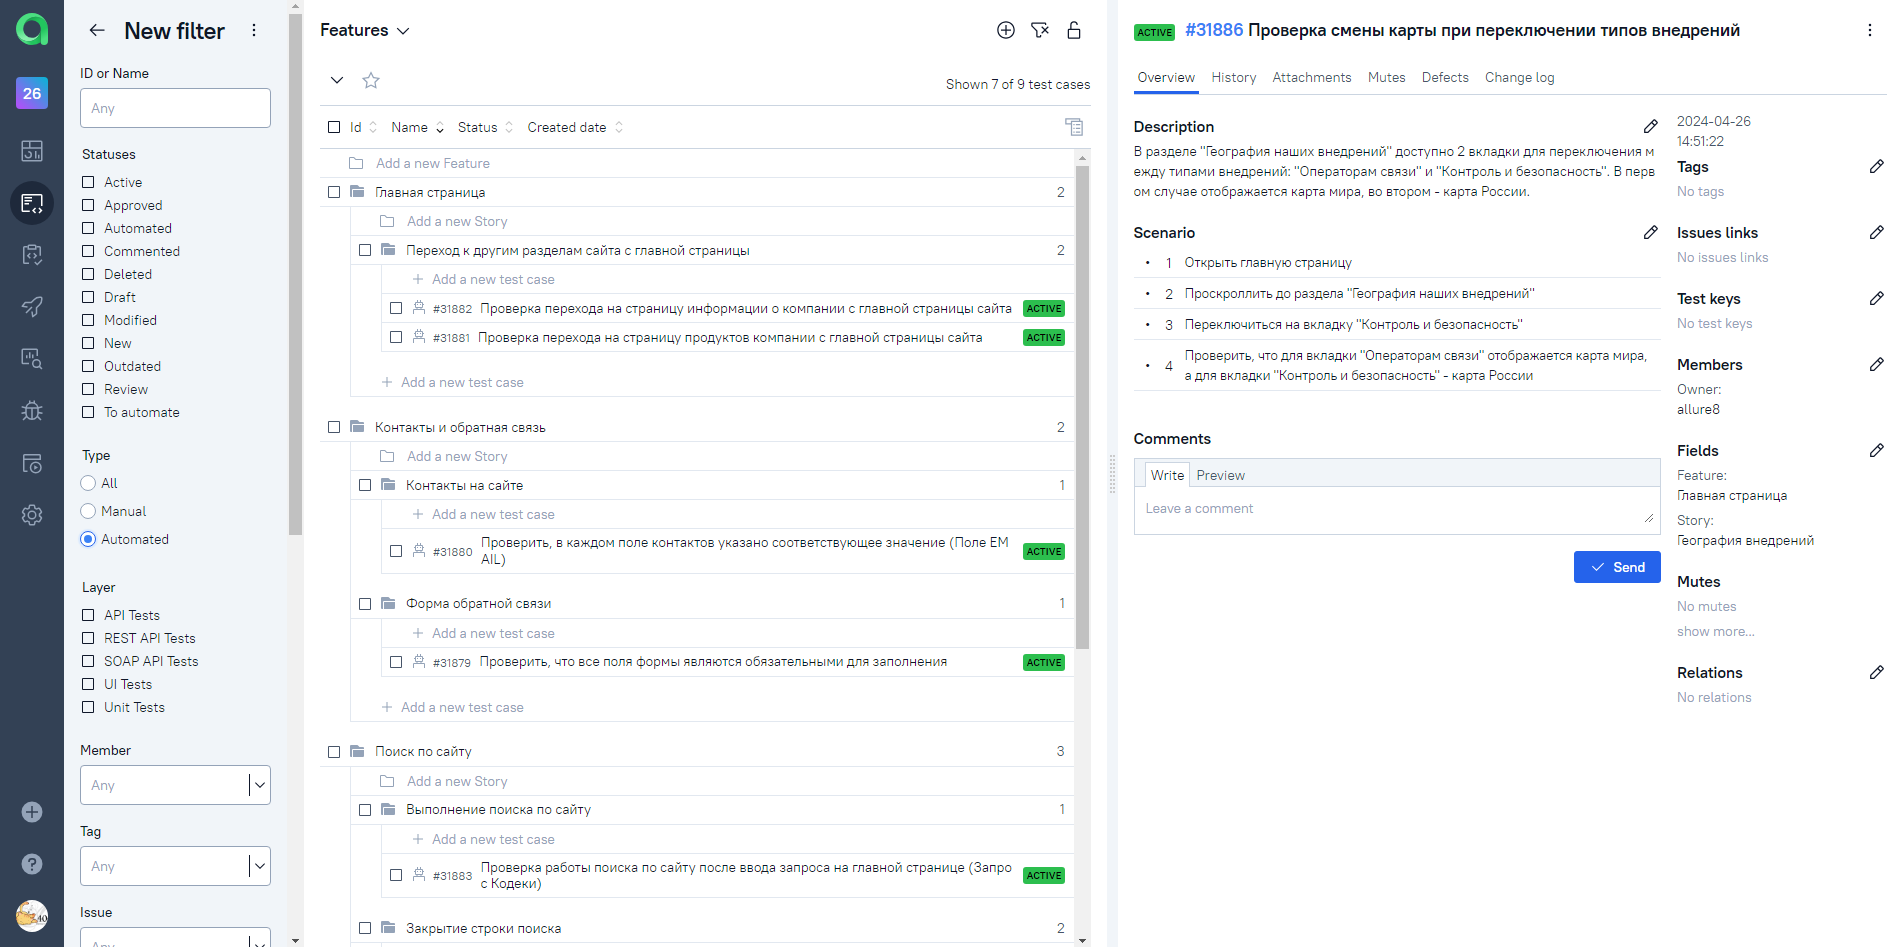 26
New filter
ID or Name
Any
Statuses
Active
Approved
Automated
Commented
Deleted
Draft
Modified
New
Outdated
Review
To automate
Type
All
Manual
Automated
Layer
API Tests
REST API Tests
SOAP API Tests
UI Tests
Unit Tests
Member
Any
Tag
Any
Issue
Any
Features
Shown 7 of 9 test cases
Id Name Status Created date
Add a new Feature
Главная страница 2
Add a new Story
Переход к другим разделам сайта с главной страницы 2
Add a new test case
#31882 Проверка перехода на страницу информации о компании с главной страницы сайта ACTIVE
#31881 Проверка перехода на страницу продуктов компании с главной страницы сайта ACTIVE
Add a new test case
Контакты и обратная связь 2
Add a new Story
Контакты на сайте 1
Add a new test case
#31880 Проверить, в каждом поле контактов указано соответствующее значение (Поле EM
AIL) ACTIVE
Форма обратной связи 1
Add a new test case
#31879 Проверить, что все поля формы являются обязательными для заполнения ACTIVE
Add a new test case
Поиск по сайту 3
Add a new Story
Выполнение поиска по сайту 1
Add a new test case
#31883 Проверка работы поиска по сайту после ввода запроса на главной странице (Запро
с Кодеки) ACTIVE
Закрытие строки поиска 2
ACTIVE #31886 Проверка смены карты при переключении типов внедрений
Overview History Attachments Mutes Defects Change log
Description
В разделе "География наших внедрений" доступно 2 вкладки для переключения м
ежду типами внедрений: "Операторам связи" и "Контроль и безопасность". В перв
ом случае отображается карта мира, во втором - карта России.
Scenario
1 Открыть главную страницу
2 Проскроллить до раздела "География наших внедрений"
3 Переключиться на вкладку "Контроль и безопасность"
4 Проверить, что для вкладки "Операторам связи" отображается карта мира,
а для вкладки "Контроль и безопасность" - карта России
Comments
Write Preview
Leave a comment
Send
2024-04-26
14:51:22
Tags
No tags
Issues links
No issues links
Test keys
No test keys
Members
Owner:
allure8
Fields
Feature:
Главная страница
Story:
География внедрений
Mutes
No mutes
show more...
Relations
No relations